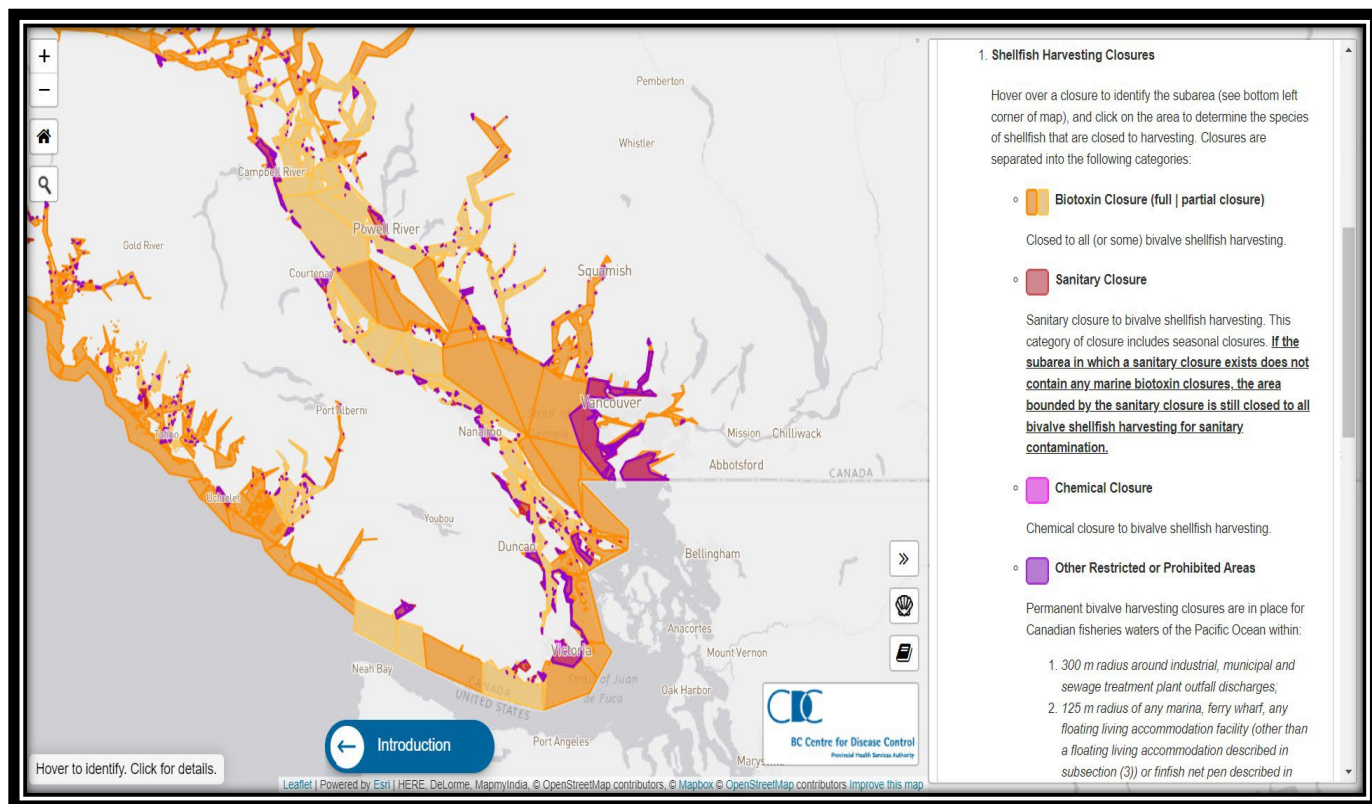 +
−
Pemberton
Whistler
Campbell River
Gold River
Powell River
Courtenay
Squamish
Port Alberni
Vancouver
Nanaimo
Mission
Chilliwack
Tofino
Abbotsford
CANADA
Ucluelet
Youbou
Duncan
Bellingham
Anacortes
Victoria
Mount Vernon
Neah Bay
CANADA
UNITED STATES
Strait of Juan
de Fuca
Oak Harbor
Port Angeles
»
← Introduction
Hover to identify. Click for details.
CDC
BC Centre for Disease Control
Provincial Health Services Authority
Leaflet | Powered by Esri | HERE, DeLorme, MapmyIndia, © OpenStreetMap contributors, © Mapbox © OpenStreetMap contributors Improve this map
1. Shellfish Harvesting Closures
Hover over a closure to identify the subarea (see bottom left
corner of map), and click on the area to determine the species
of shellfish that are closed to harvesting. Closures are
separated into the following categories:
Biotoxin Closure (full | partial closure)
Closed to all (or some) bivalve shellfish harvesting.
Sanitary Closure
Sanitary closure to bivalve shellfish harvesting. This
category of closure includes seasonal closures. If the
subarea in which a sanitary closure exists does not
contain any marine biotoxin closures, the area
bounded by the sanitary closure is still closed to all
bivalve shellfish harvesting for sanitary
contamination.
Chemical Closure
Chemical closure to bivalve shellfish harvesting.
Other Restricted or Prohibited Areas
Permanent bivalve harvesting closures are in place for
Canadian fisheries waters of the Pacific Ocean within:
1. 300 m radius around industrial, municipal and
sewage treatment plant outfall discharges;
2. 125 m radius of any marina, ferry wharf, any
floating living accommodation facility (other than
a floating living accommodation described in
subsection (3)) or finfish net pen described in